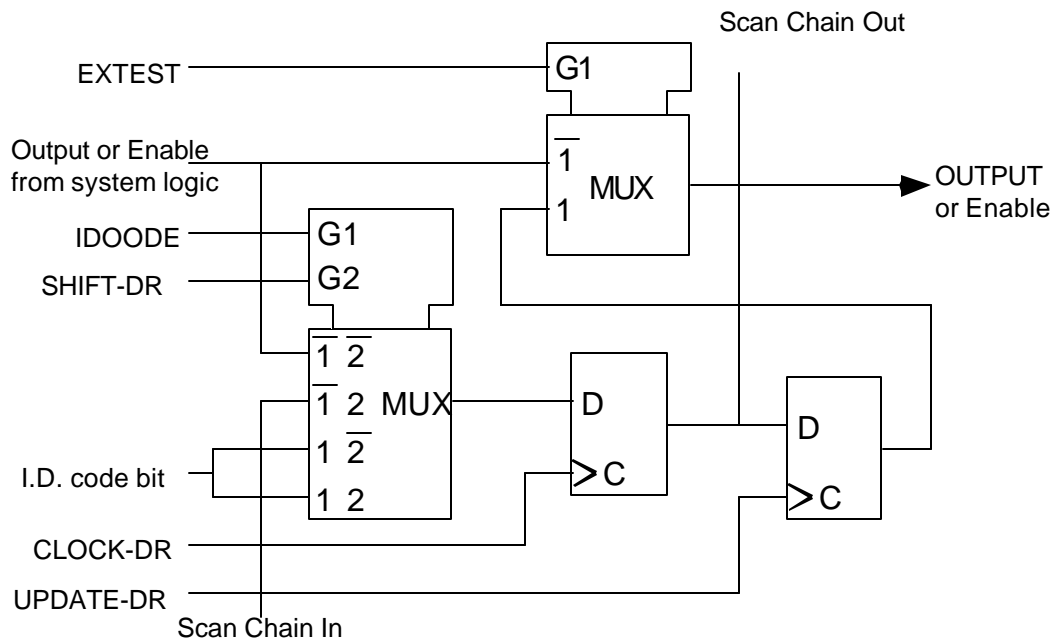 Scan Chain Out
EXTEST
G1
Output or Enable
from system logic
1
MUX
1
OUTPUT
or Enable
IDOODE
G1
SHIFT-DR
G2
1 2
1 2 MUX
1 2
1 2
I.D. code bit
D
C
D
C
CLOCK-DR
UPDATE-DR
Scan Chain In